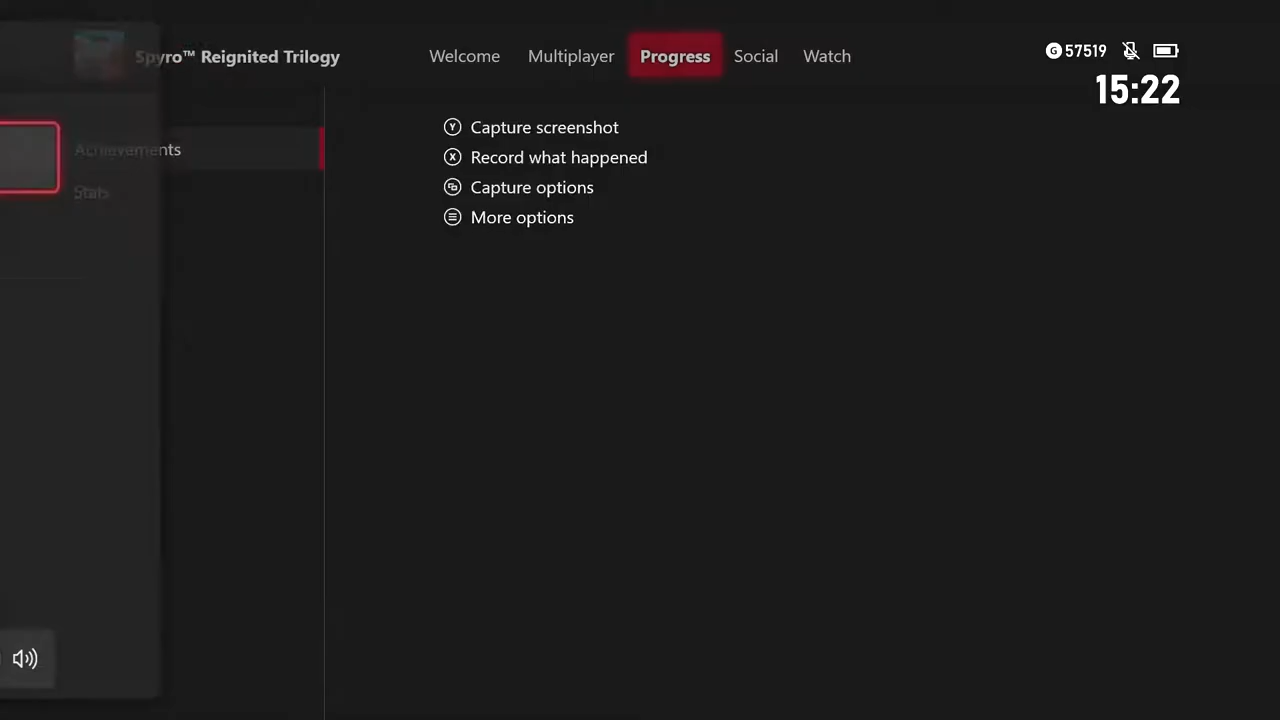 Spyro™ Reignited Trilogy
Welcome
Multiplayer
Progress
Social
Watch
G 57519
15:22
Achievements
Stats
Y Capture screenshot
X Record what happened
Capture options
More options